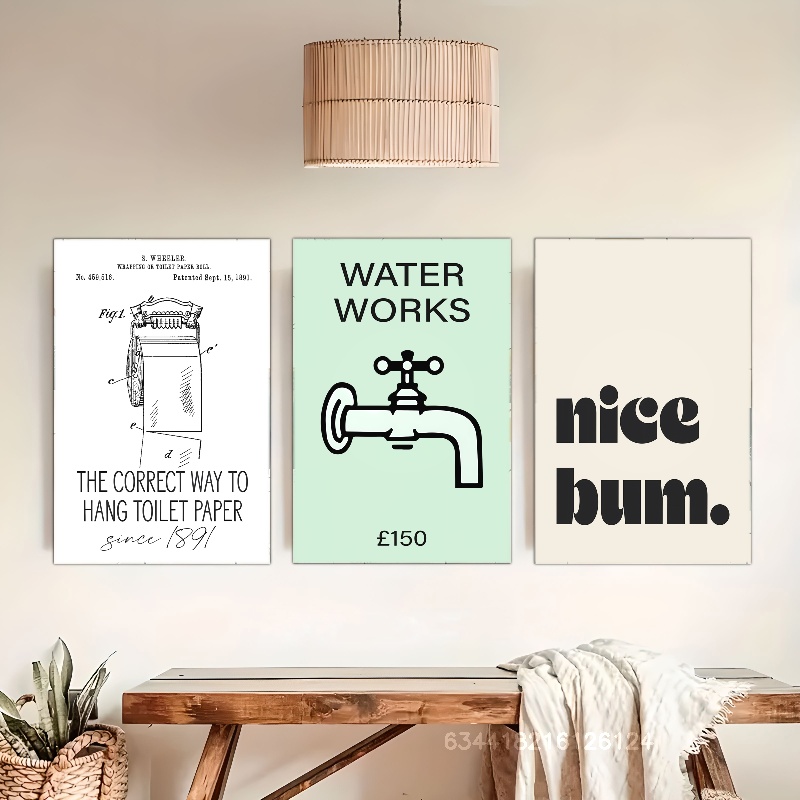 S. WHEELER.
WRAPPING OR TOILET PAPER ROLL.
No. 459,516.
Patented Sept. 15, 1891.
Fig.1.
c'
c
e
d
THE CORRECT WAY TO
HANG TOILET PAPER
since 1891
WATER
WORKS
£150
nice
bum.
634418216126124